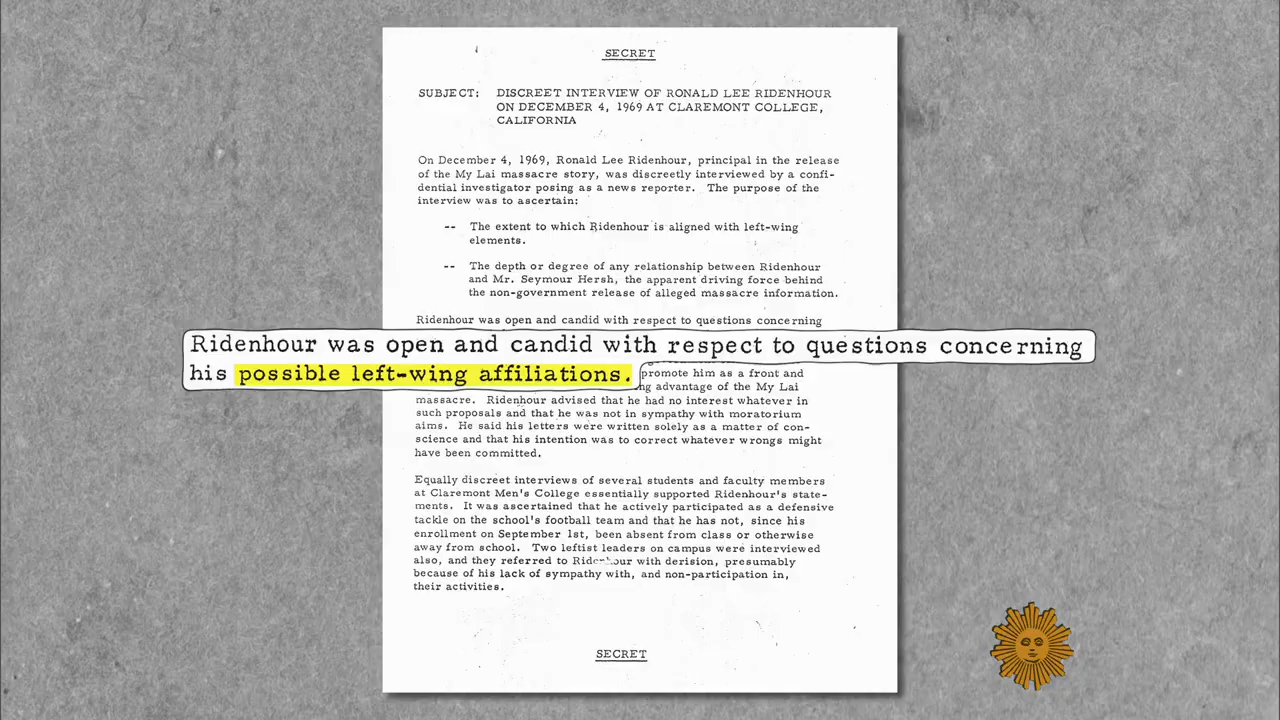 SECRET
SUBJECT: DISCREET INTERVIEW OF RONALD LEE RIDENHOUR
ON DECEMBER 4, 1969 AT CLAREMONT COLLEGE,
CALIFORNIA
On December 4, 1969, Ronald Lee Ridenhour, principal in the release
of the My Lai massacre story, was discreetly interviewed by a confi-
dential investigator posing as a news reporter. The purpose of the
interview was to ascertain:
-- The extent to which Ridenhour is aligned with left-wing
elements.
-- The depth or degree of any relationship between Ridenhour
and Mr. Seymour Hersh, the apparent driving force behind
the non-government release of alleged massacre information.
Ridenhour was open and candid with respect to questions concerning
Ridenhour was open and candid with respect to questions concerning
his possible left-wing affiliations.
promote him as a front and
ng advantage of the My Lai
massacre. Ridenhour advised that he had no interest whatever in
such proposals and that he was not in sympathy with moratorium
aims. He said his letters were written solely as a matter of con-
science and that his intention was to correct whatever wrongs might
have been committed.
Equally discreet interviews of several students and faculty members
at Claremont Men's College essentially supported Ridenhour's state-
ments. It was ascertained that he actively participated as a defensive
tackle on the school's football team and that he has not, since his
enrollment on September 1st, been absent from class or otherwise
away from school. Two leftist leaders on campus were interviewed
also, and they referred to Ridenhour with derision, presumably
because of his lack of sympathy with, and non-participation in,
their activities.
SECRET